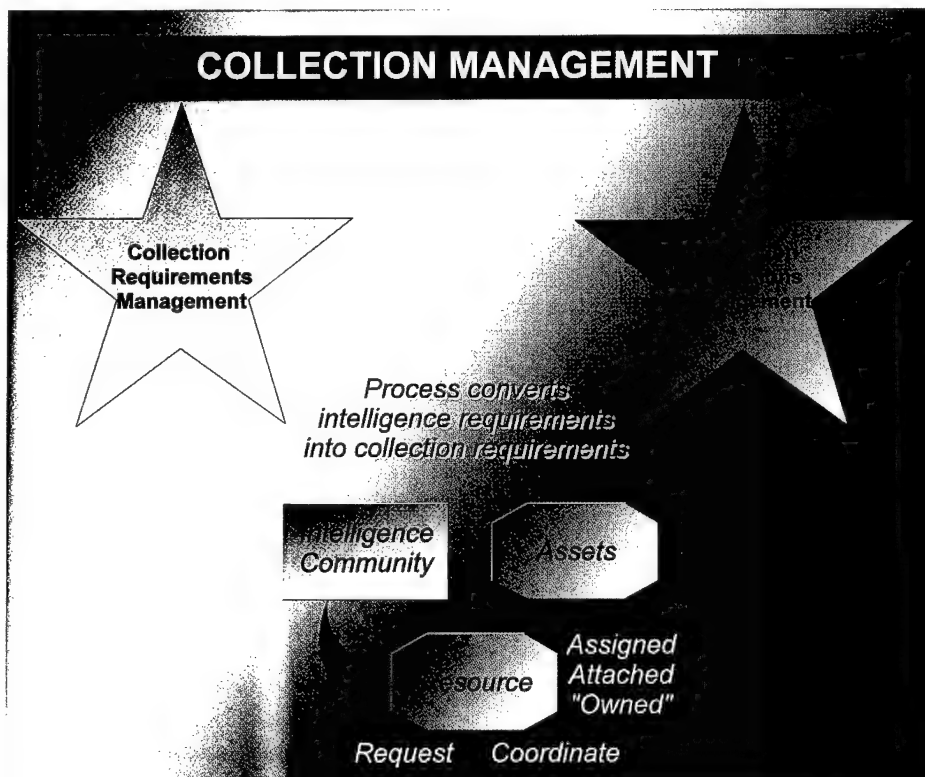 COLLECTION MANAGEMENT
Collection
Requirements
Management
Process converts
intelligence requirements
into collection requirements
Intelligence
Community
Assets
Assigned
Attached
"Owned"
Request Coordinate